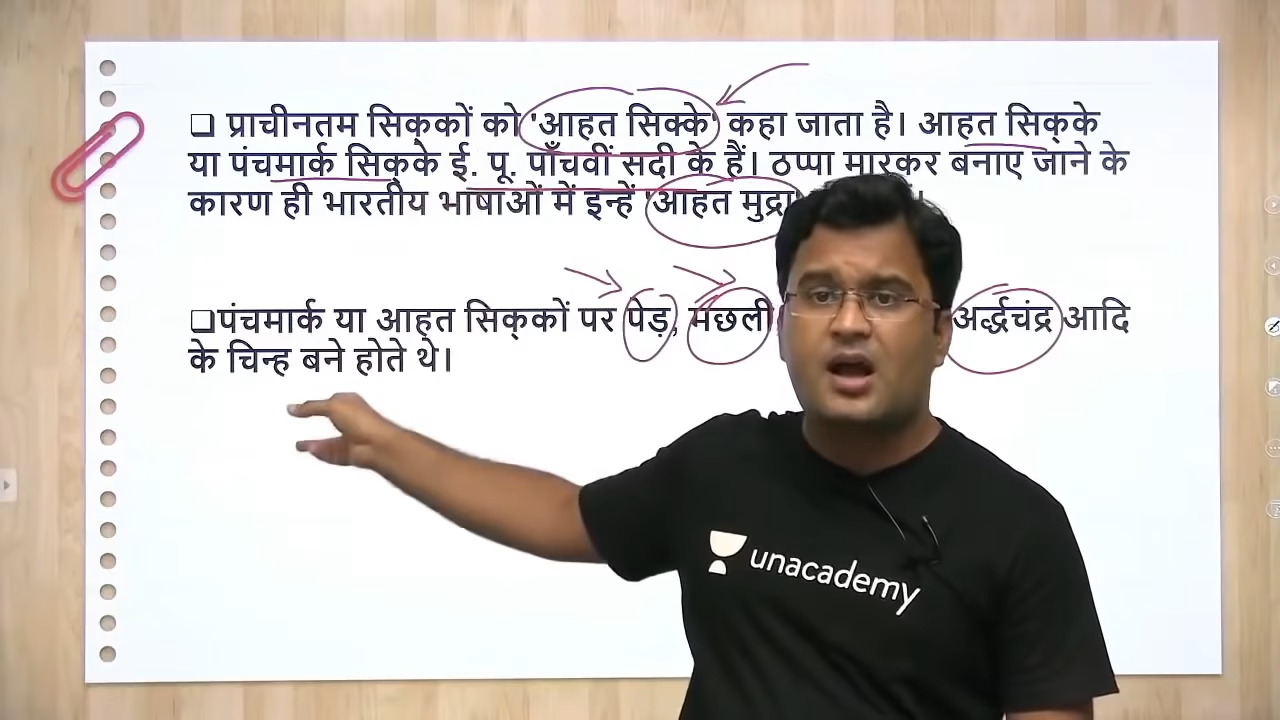 ❑ प्राचीनतम सिक्कों को 'आहत सिक्के' कहा जाता है। आहत सिक्के
या पंचमार्क सिक्के ई. पू. पाँचवीं सदी के हैं। ठप्पा मारकर बनाए जाने के
कारण ही भारतीय भाषाओं में इन्हें 'आहत मुद्रा
❑पंचमार्क या आहत सिक्कों पर पेड़, मछली अर्द्धचंद्र आदि
के चिन्ह बने होते थे।
unacademy